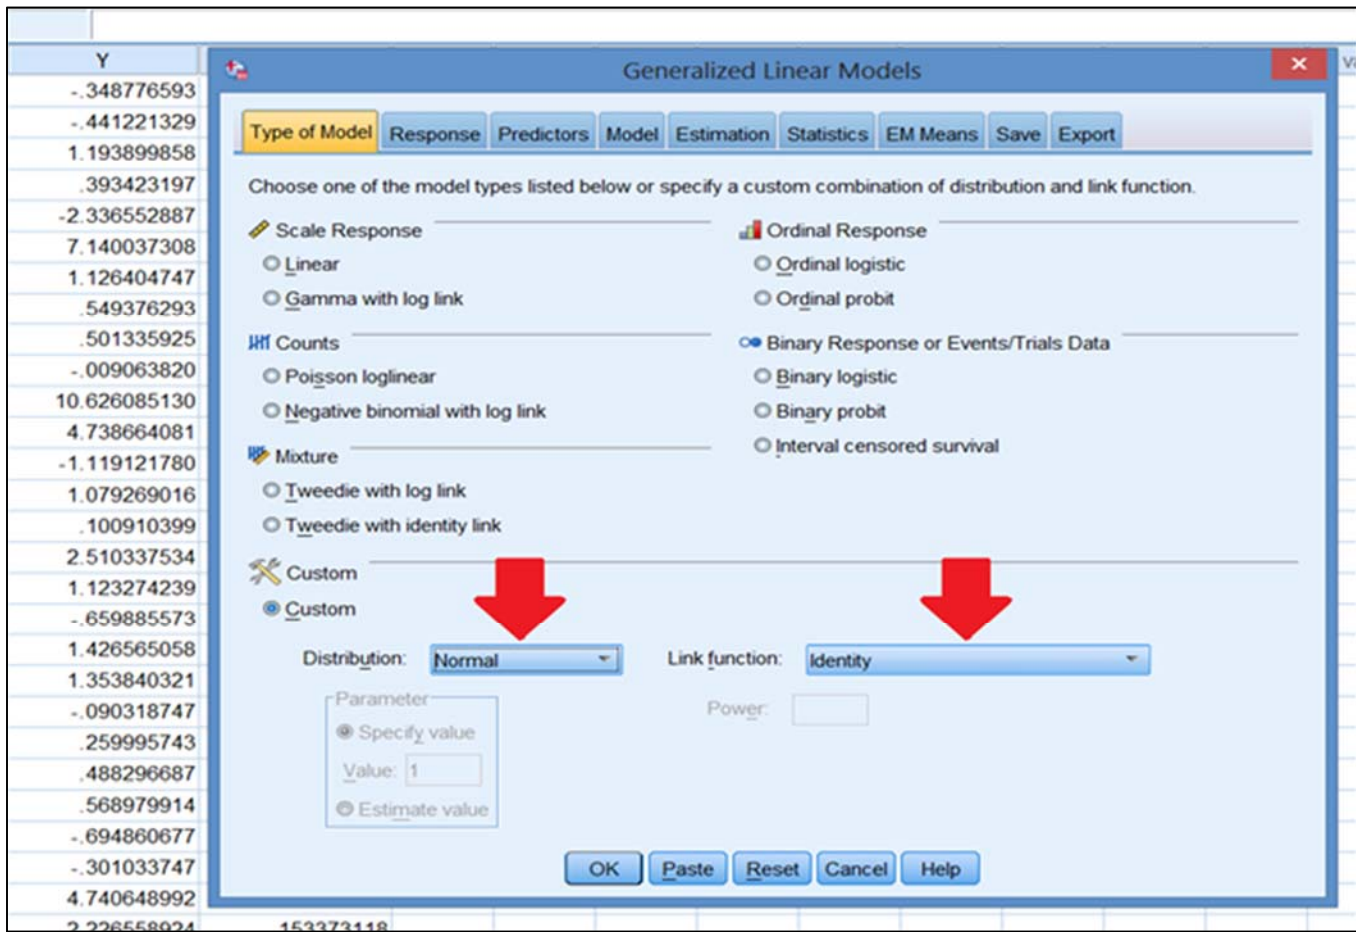 Y
-.348776593
-.441221329
1.193899858
.393423197
-2.336552887
7.140037308
1.126404747
.549376293
.501335925
-.009063820
10.626085130
4.738664081
-1.119121780
1.079269016
.100910399
2.510337534
1.123274239
-.659885573
1.426565058
1.353840321
-.090318747
.259995743
.488296687
.568979914
-.694860677
-.301033747
4.740648992
2.226558924 .153373118
Generalized Linear Models
Type of Model Response Predictors Model Estimation Statistics EM Means Save Export
Choose one of the model types listed below or specify a custom combination of distribution and link function.
Scale Response
Linear
Gamma with log link
Counts
Poisson loglinear
Negative binomial with log link
Mixture
Tweedie with log link
Tweedie with identity link
Ordinal Response
Ordinal logistic
Ordinal probit
Binary Response or Events/Trials Data
Binary logistic
Binary probit
Interval censored survival
Custom
Custom
Distribution: Normal Link function: Identity
Parameter
Specify value
Value: 1
Estimate value
Power:
OK Paste Reset Cancel Help